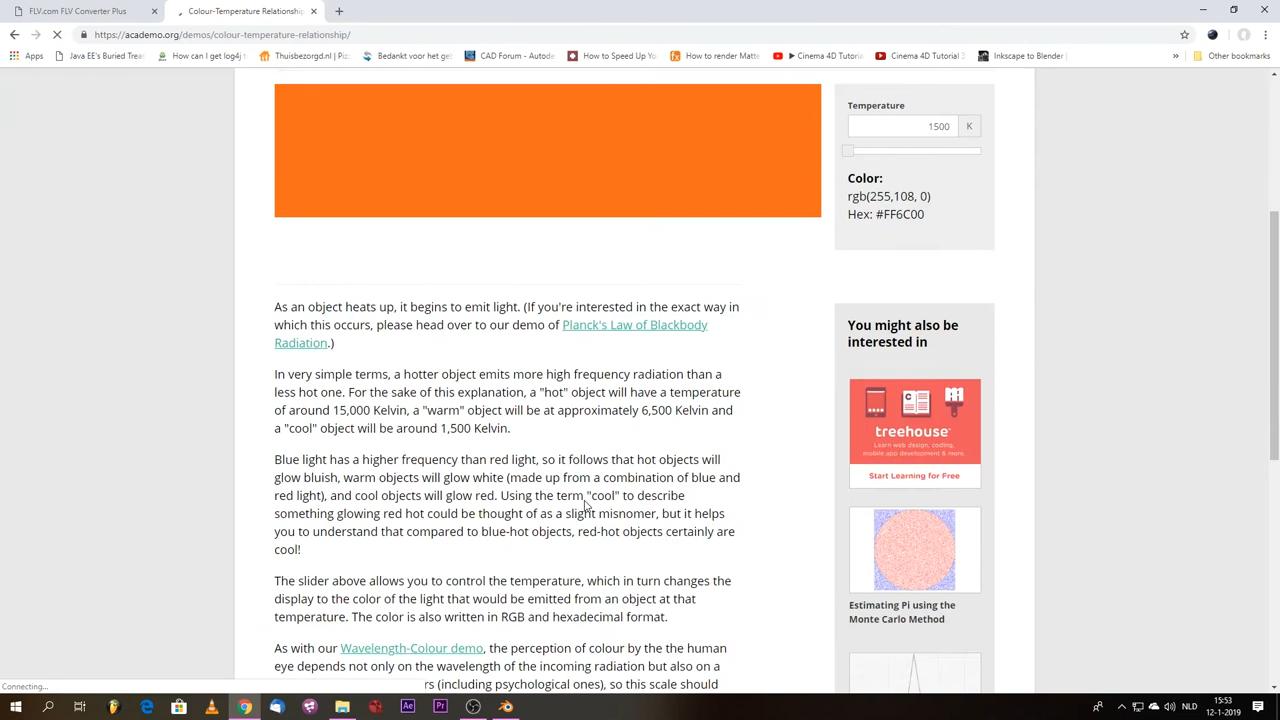 FLV.com FLV Converter Plus
Colour-Temperature Relationship
https://academo.org/demos/colour-temperature-relationship/
Apps
Java EE's Buried Treas
How can I get log4j t
Thuisbezorgd.nl | Pizz
Bedankt voor het ge
CAD Forum - Autode
How to Speed Up Yo
How to render Matte
Cinema 4D Tutoria
Cinema 4D Tutorial 3
Inkscape to Blender |
»
Other bookmarks
Temperature
1500
K
Color:
rgb(255,108, 0)
Hex: #FF6C00
As an object heats up, it begins to emit light. (If you're interested in the exact way in
which this occurs, please head over to our demo of Planck's Law of Blackbody
Radiation.)
In very simple terms, a hotter object emits more high frequency radiation than a
less hot one. For the sake of this explanation, a "hot" object will have a temperature
of around 15,000 Kelvin, a "warm" object will be at approximately 6,500 Kelvin and
a "cool" object will be around 1,500 Kelvin.
Blue light has a higher frequency than red light, so it follows that hot objects will
glow bluish, warm objects will glow white (made up from a combination of blue and
red light), and cool objects will glow red. Using the term "cool" to describe
something glowing red hot could be thought of as a slight misnomer, but it helps
you to understand that compared to blue-hot objects, red-hot objects certainly are
cool!
The slider above allows you to control the temperature, which in turn changes the
display to the color of the light that would be emitted from an object at that
temperature. The color is also written in RGB and hexadecimal format.
As with our Wavelength-Colour demo, the perception of colour by the the human
eye depends not only on the wavelength of the incoming radiation but also on a
rs (including psychological ones), so this scale should
You might also be
interested in
treehouse
Learn web design, coding,
mobile app development & more.
Start Learning for Free
Estimating Pi using the
Monte Carlo Method
Connecting...
Ae
Pr
NLD
15:53
12-1-2019